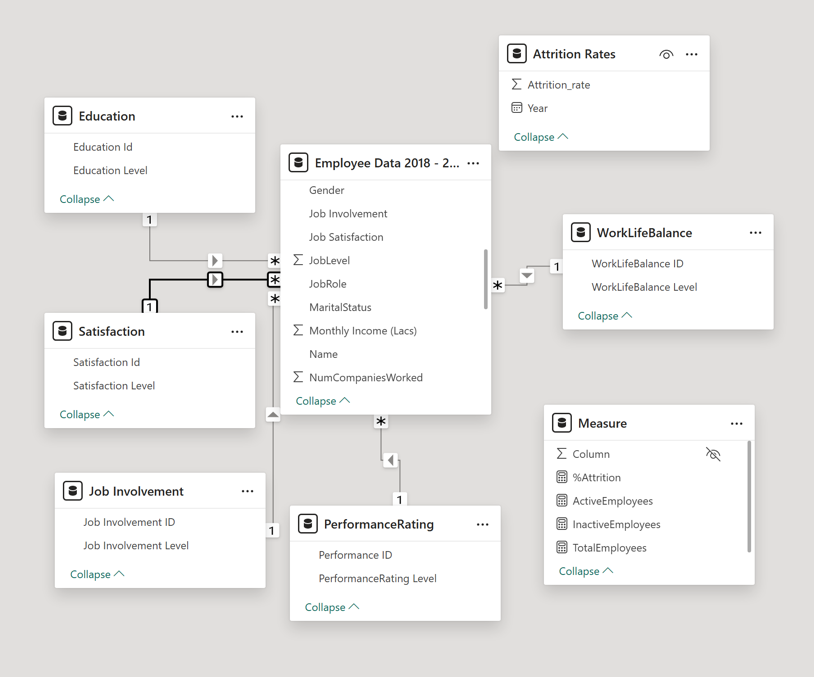 Attrition Rates
Attrition_rate
Year
Collapse
Education
Education Id
Education Level
Collapse
1
*
*
*
1
Employee Data 2018 - 2...
Gender
Job Involvement
Job Satisfaction
JobLevel
JobRole
MaritalStatus
Monthly Income (Lacs)
Name
NumCompaniesWorked
Collapse
*
1
WorkLifeBalance
WorkLifeBalance ID
WorkLifeBalance Level
Collapse
Satisfaction
Satisfaction Id
Satisfaction Level
Collapse
*
1
Measure
Column
%Attrition
ActiveEmployees
InactiveEmployees
TotalEmployees
Collapse
Job Involvement
Job Involvement ID
Job Involvement Level
Collapse
1
PerformanceRating
Performance ID
PerformanceRating Level
Collapse